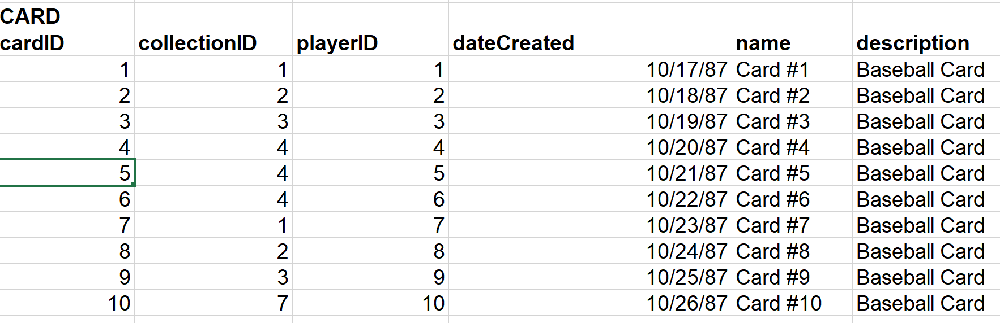 CARD
cardID collectionID playerID dateCreated name description
1 1 1 10/17/87 Card #1 Baseball Card
2 2 2 10/18/87 Card #2 Baseball Card
3 3 3 10/19/87 Card #3 Baseball Card
4 4 4 10/20/87 Card #4 Baseball Card
5 4 5 10/21/87 Card #5 Baseball Card
6 4 6 10/22/87 Card #6 Baseball Card
7 1 7 10/23/87 Card #7 Baseball Card
8 2 8 10/24/87 Card #8 Baseball Card
9 3 9 10/25/87 Card #9 Baseball Card
10 7 10 10/26/87 Card #10 Baseball Card